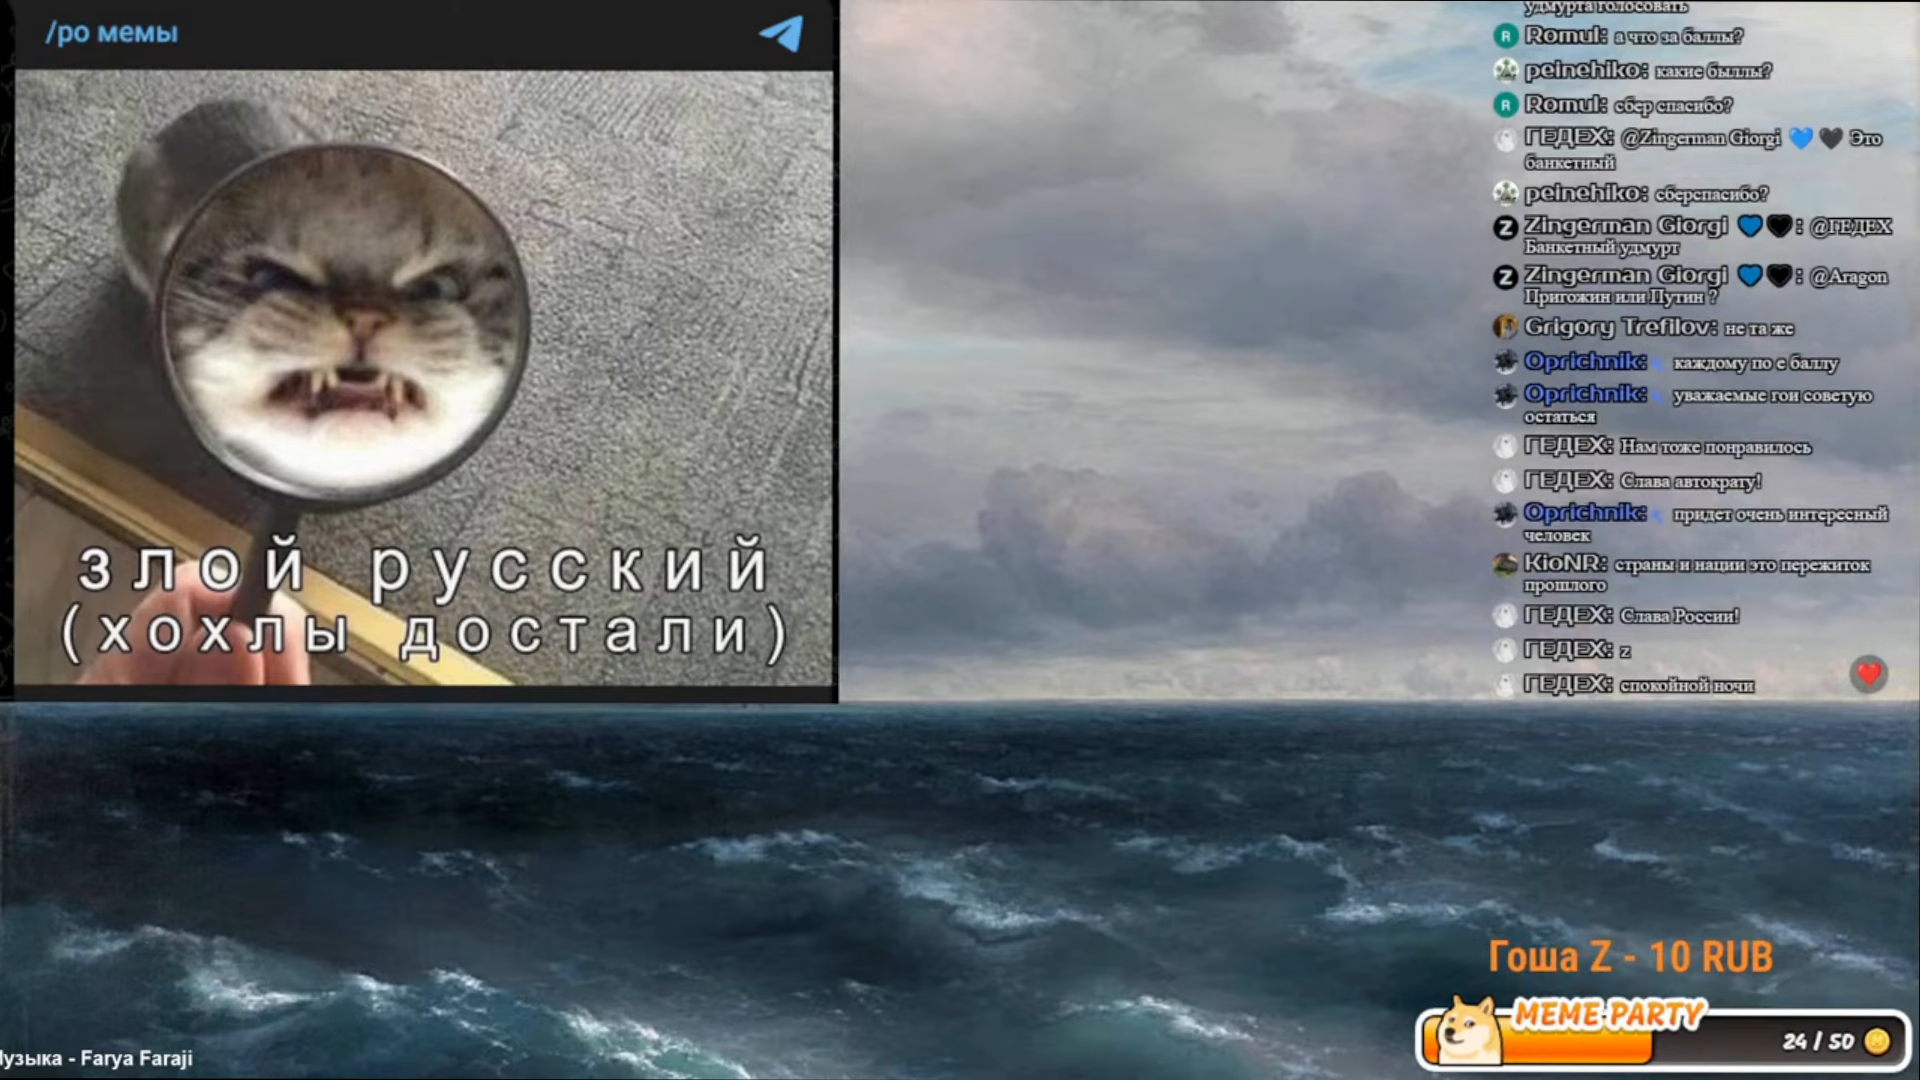 /ро мемы
злой русский
(хохлы достали)
удмурта голосовать
Romul: а что за баллы?
peinehiko: какие быллы?
Romul: сбер спасибо?
ГЕДЕХ: @Zingerman Giorgi 💙 🖤 Это
банкетный
peinehiko: сберспасибо?
Zingerman Giorgi 💙🖤: @ГЕДЕХ
Банкетный удмурт
Zingerman Giorgi 💙🖤: @Aragon
Пригожин или Путин ?
Grigory Trefilov: не та же
Oprichnik: каждому по е баллу
Oprichnik: уважаемые гои советую
остаться
ГЕДЕХ: Нам тоже понравилось
ГЕДЕХ: Слава автократу!
Oprichnik: придет очень интересный
человек
KioNR: страны и нации это пережиток
прошлого
ГЕДЕХ: Слава России!
ГЕДЕХ: z
ГЕДЕХ: спокойной ночи
Гоша Z - 10 RUB
MEME PARTY
24 / 50
Музыка - Farya Faraji